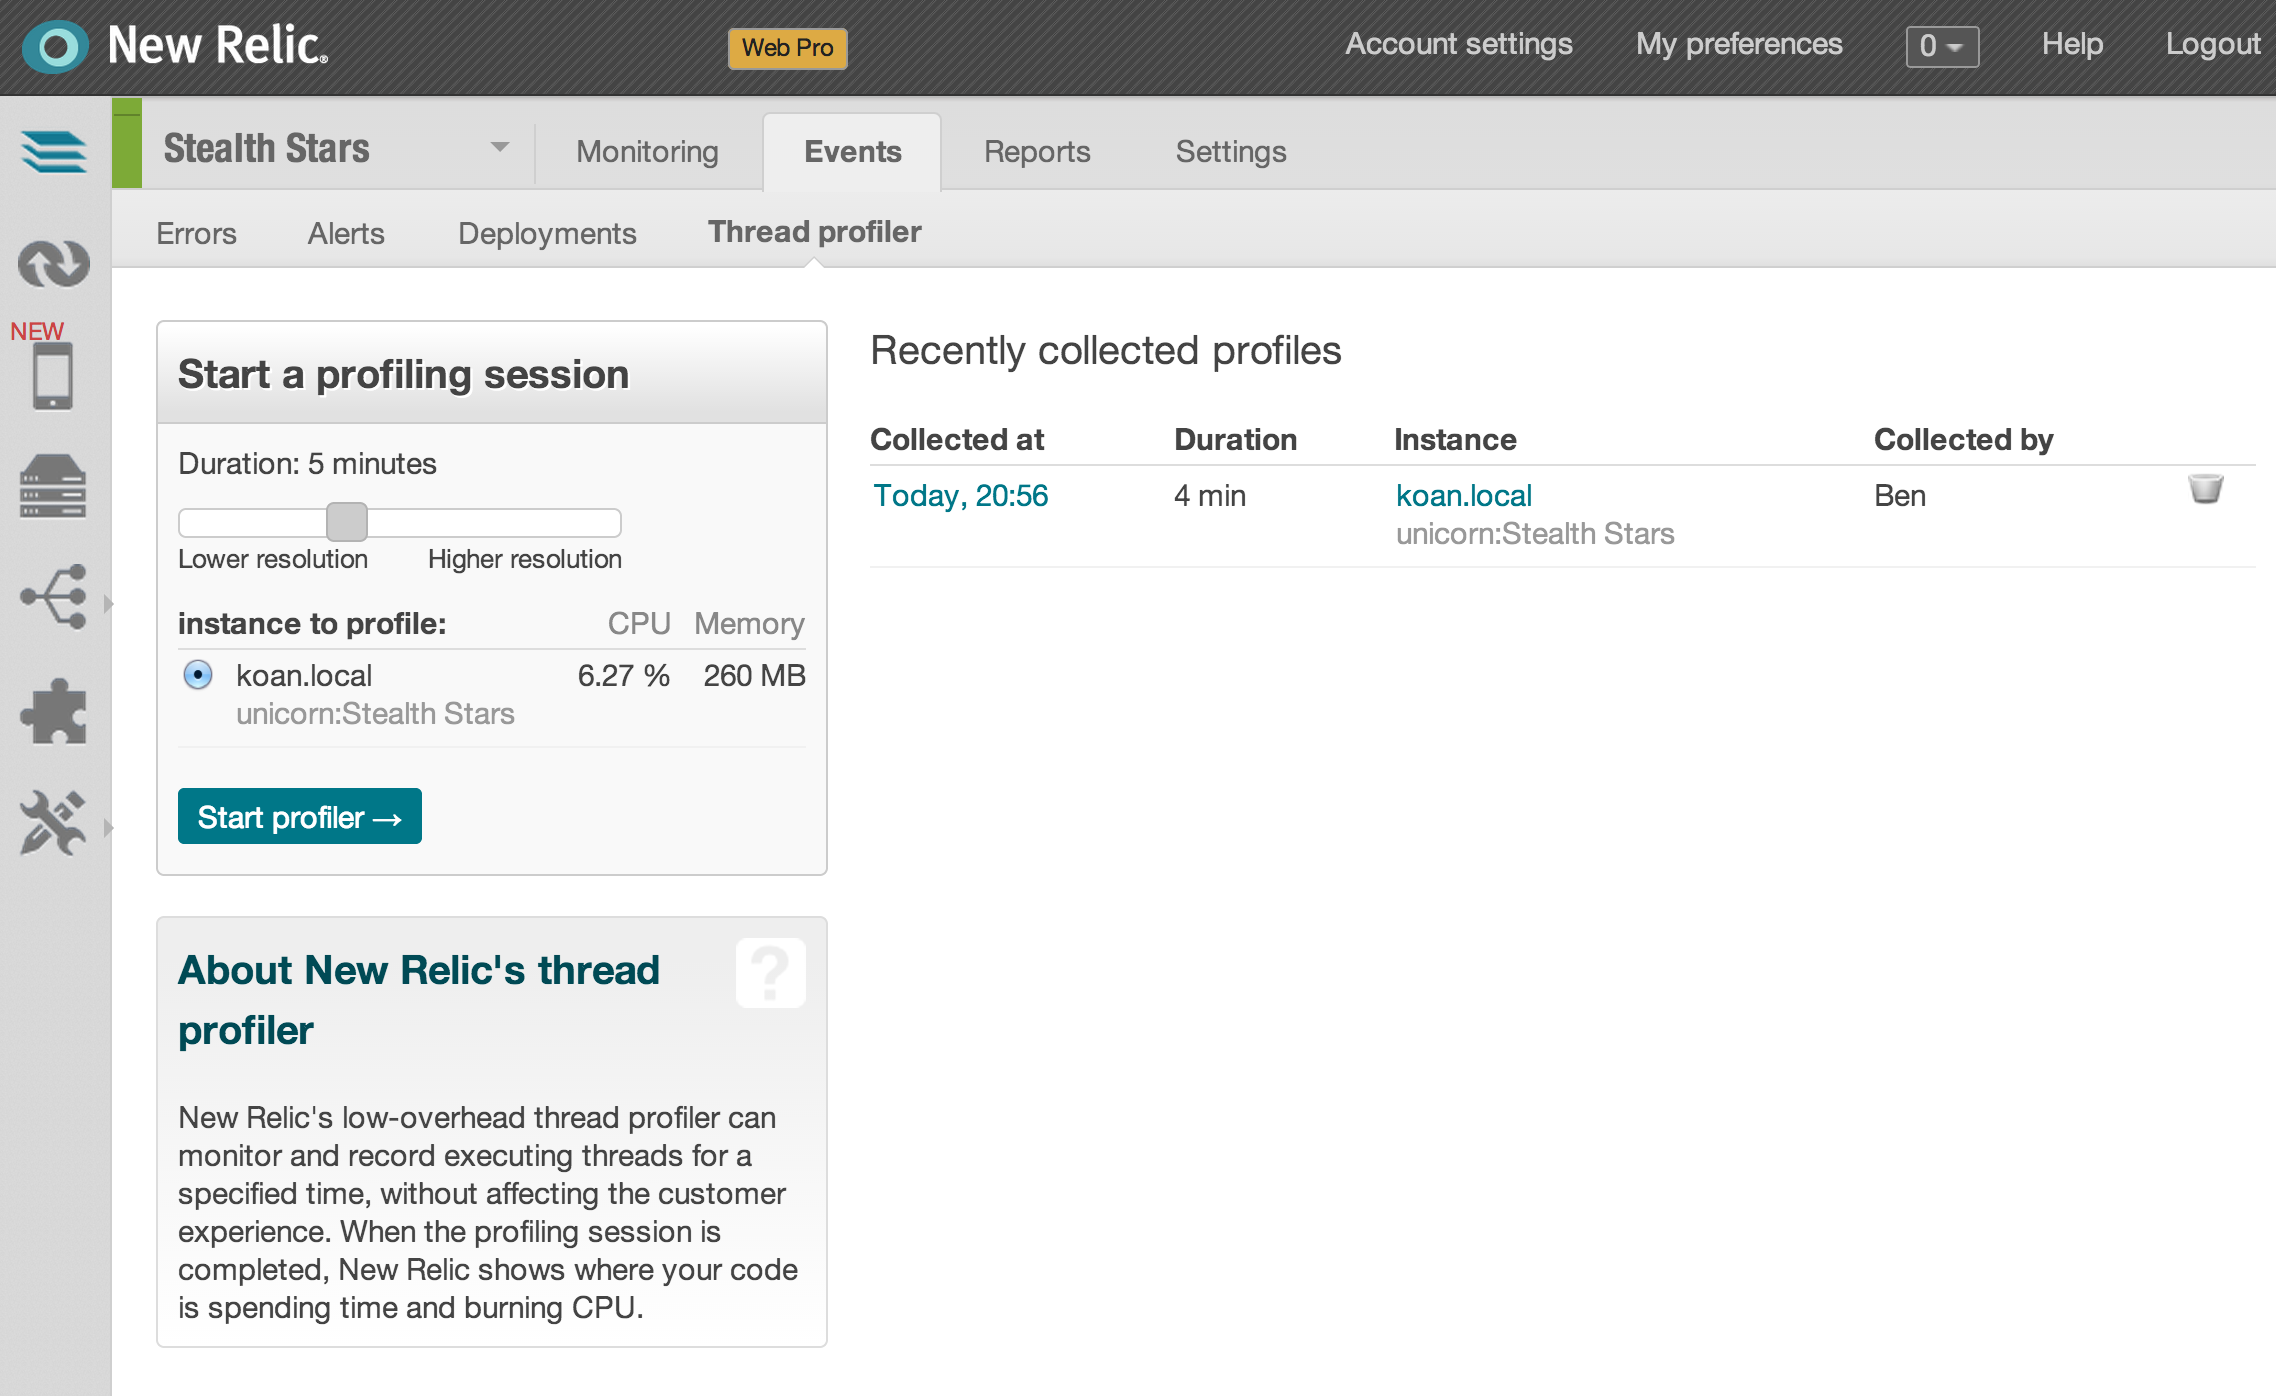 New Relic®
Web Pro
Account settings
My preferences
0
Help
Logout
Stealth Stars
Monitoring
Events
Reports
Settings
Errors
Alerts
Deployments
Thread profiler
NEW
Start a profiling session
Duration: 5 minutes
Lower resolution
Higher resolution
instance to profile: CPU Memory
koan.local 6.27 % 260 MB
unicorn:Stealth Stars
Start profiler →
About New Relic's thread
profiler
?
New Relic's low-overhead thread profiler can
monitor and record executing threads for a
specified time, without affecting the customer
experience. When the profiling session is
completed, New Relic shows where your code
is spending time and burning CPU.
Recently collected profiles
Collected at Duration Instance Collected by
Today, 20:56 4 min koan.local Ben
unicorn:Stealth Stars